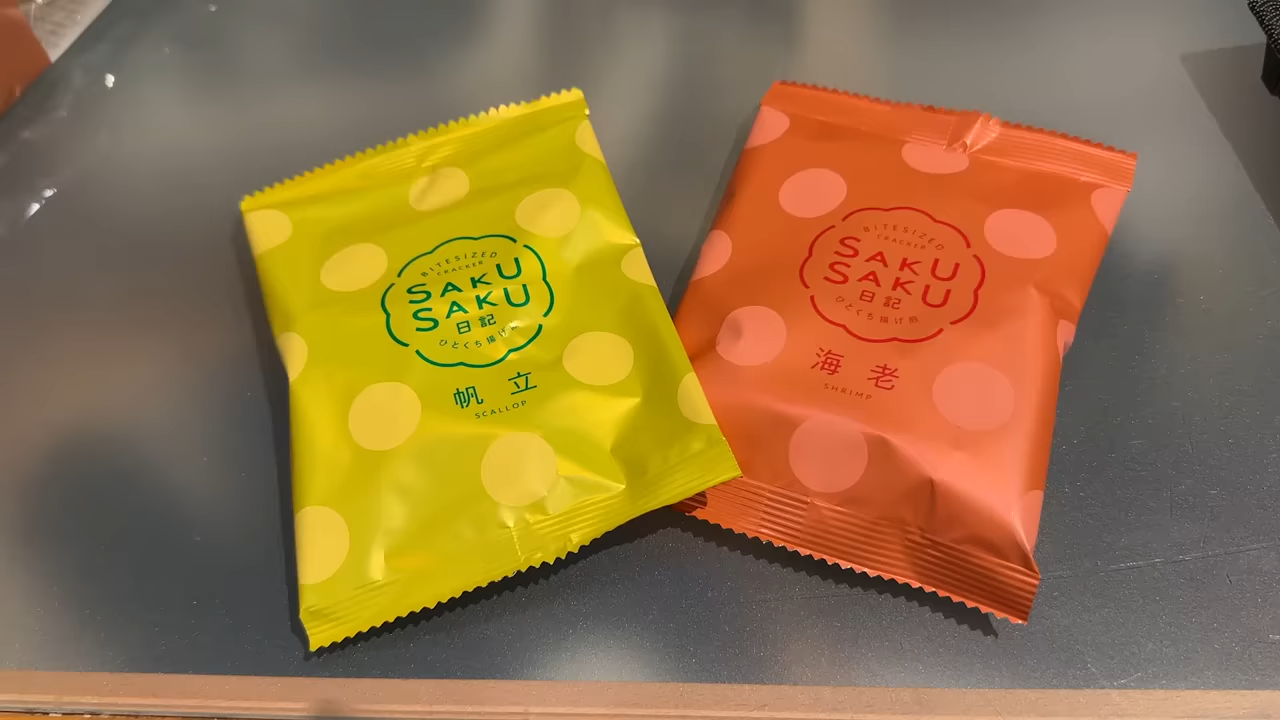 BITESIZED
CRACKER
SAKU
SAKU
日記
ひとくち揚げ煎
帆立
SCALLOP
BITESIZED
CRACKER
SAKU
SAKU
日記
ひとくち揚げ煎
海老
SHRIMP